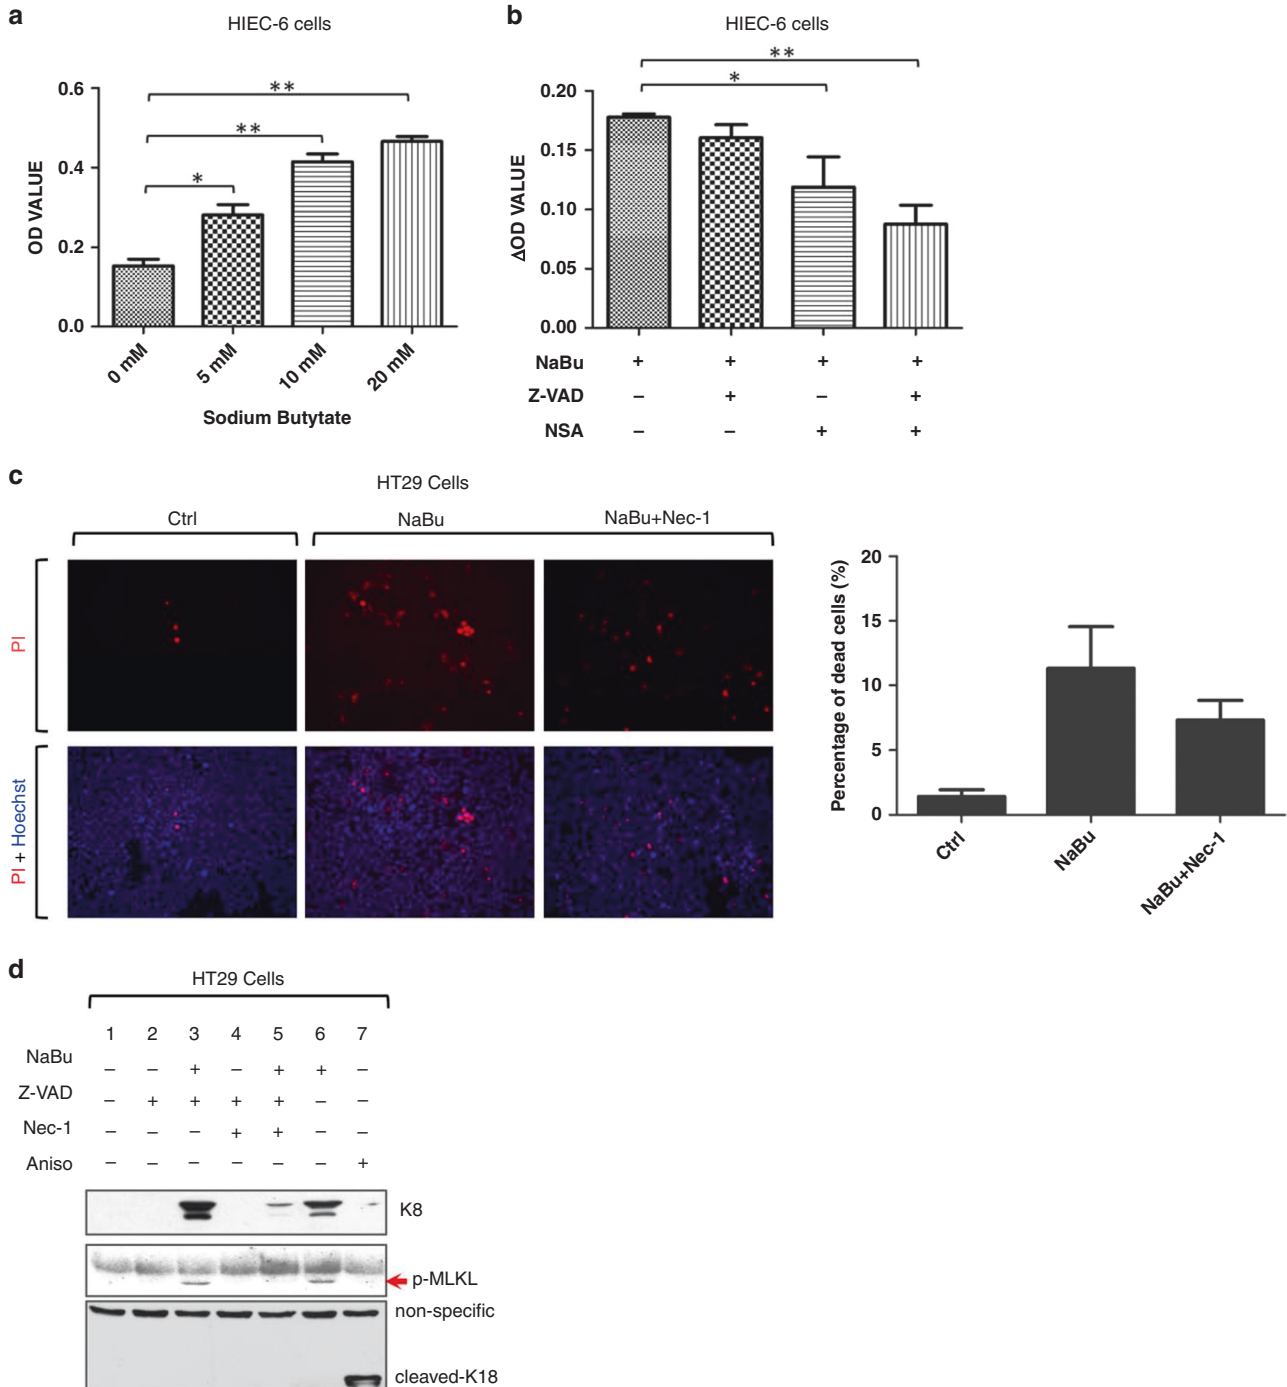 a
HIEC-6 cells
OD VALUE
0.6
0.4
0.2
0.0
**
**
*
0 mM
5 mM
10 mM
20 mM
Sodium Butytate
b
HIEC-6 cells
ΔOD VALUE
0.20
0.15
0.10
0.05
0.00
**
*
NaBu + + + +
Z-VAD – + – +
NSA – – + +
c
HT29 Cells
Ctrl
NaBu
NaBu+Nec-1
PI
PI + Hoechst
Percentage of dead cells (%)
20
15
10
5
0
Ctrl
NaBu
NaBu+Nec-1
d
HT29 Cells
1 2 3 4 5 6 7
NaBu – – + – + + –
Z-VAD – + + + + – –
Nec-1 – – – + + – –
Aniso – – – – – – +
K8
p-MLKL
non-specific
cleaved-K18